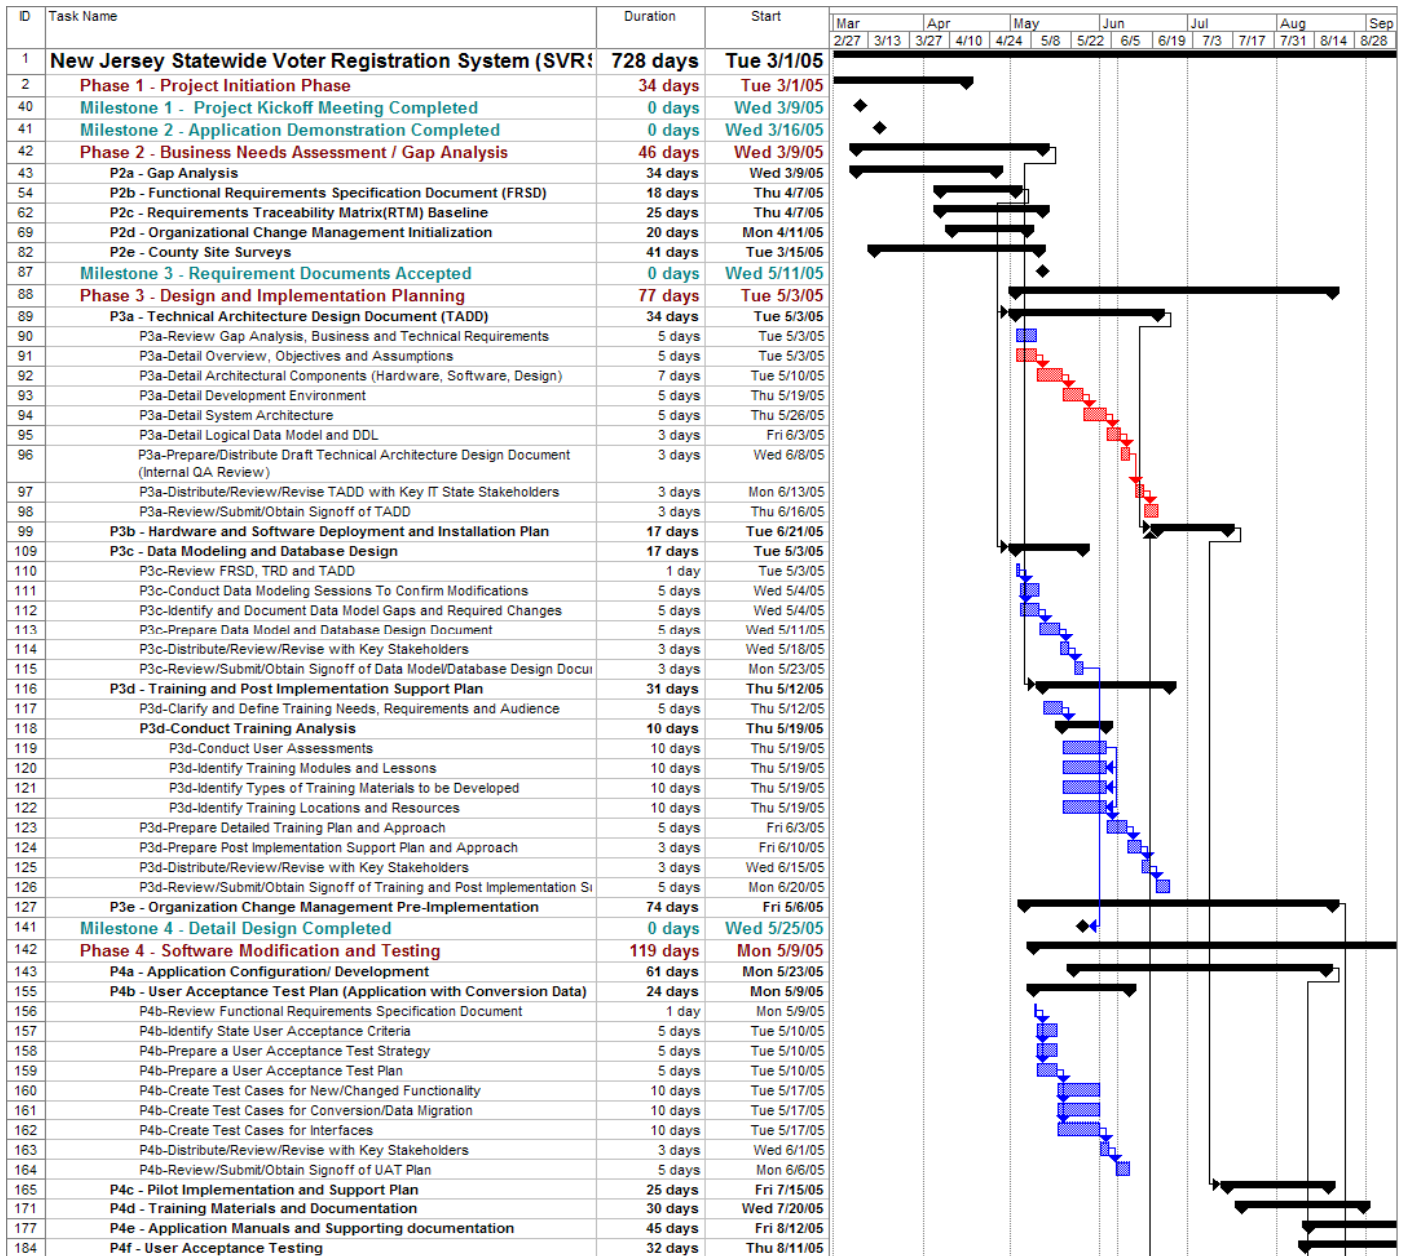 ID Task Name Duration Start Mar Apr May Jun Jul Aug Sep
2/27 3/13 3/27 4/10 4/24 5/8 5/22 6/5 6/19 7/3 7/17 7/31 8/14 8/28
1 New Jersey Statewide Voter Registration System (SVRS 728 days Tue 3/1/05
2 Phase 1 - Project Initiation Phase 34 days Tue 3/1/05
40 Milestone 1 - Project Kickoff Meeting Completed 0 days Wed 3/9/05
41 Milestone 2 - Application Demonstration Completed 0 days Wed 3/16/05
42 Phase 2 - Business Needs Assessment / Gap Analysis 46 days Wed 3/9/05
43 P2a - Gap Analysis 34 days Wed 3/9/05
54 P2b - Functional Requirements Specification Document (FRSD) 18 days Thu 4/7/05
62 P2c - Requirements Traceability Matrix(RTM) Baseline 25 days Thu 4/7/05
69 P2d - Organizational Change Management Initialization 20 days Mon 4/11/05
82 P2e - County Site Surveys 41 days Tue 3/15/05
87 Milestone 3 - Requirement Documents Accepted 0 days Wed 5/11/05
88 Phase 3 - Design and Implementation Planning 77 days Tue 5/3/05
89 P3a - Technical Architecture Design Document (TADD) 34 days Tue 5/3/05
90 P3a-Review Gap Analysis, Business and Technical Requirements 5 days Tue 5/3/05
91 P3a-Detail Overview, Objectives and Assumptions 5 days Tue 5/3/05
92 P3a-Detail Architectural Components (Hardware, Software, Design) 7 days Tue 5/10/05
93 P3a-Detail Development Environment 5 days Thu 5/19/05
94 P3a-Detail System Architecture 5 days Thu 5/26/05
95 P3a-Detail Logical Data Model and DDL 3 days Fri 6/3/05
96 P3a-Prepare/Distribute Draft Technical Architecture Design Document 3 days Wed 6/8/05
(Internal QA Review)
97 P3a-Distribute/Review/Revise TADD with Key IT State Stakeholders 3 days Mon 6/13/05
98 P3a-Review/Submit/Obtain Signoff of TADD 3 days Thu 6/16/05
99 P3b - Hardware and Software Deployment and Installation Plan 17 days Tue 6/21/05
109 P3c - Data Modeling and Database Design 17 days Tue 5/3/05
110 P3c-Review FRSD, TRD and TADD 1 day Tue 5/3/05
111 P3c-Conduct Data Modeling Sessions To Confirm Modifications 5 days Wed 5/4/05
112 P3c-Identify and Document Data Model Gaps and Required Changes 5 days Wed 5/4/05
113 P3c-Prepare Data Model and Database Design Document 5 days Wed 5/11/05
114 P3c-Distribute/Review/Revise with Key Stakeholders 3 days Wed 5/18/05
115 P3c-Review/Submit/Obtain Signoff of Data Model/Database Design Docu 3 days Mon 5/23/05
116 P3d - Training and Post Implementation Support Plan 31 days Thu 5/12/05
117 P3d-Clarify and Define Training Needs, Requirements and Audience 5 days Thu 5/12/05
118 P3d-Conduct Training Analysis 10 days Thu 5/19/05
119 P3d-Conduct User Assessments 10 days Thu 5/19/05
120 P3d-Identify Training Modules and Lessons 10 days Thu 5/19/05
121 P3d-Identify Types of Training Materials to be Developed 10 days Thu 5/19/05
122 P3d-Identify Training Locations and Resources 10 days Thu 5/19/05
123 P3d-Prepare Detailed Training Plan and Approach 5 days Fri 6/3/05
124 P3d-Prepare Post Implementation Support Plan and Approach 3 days Fri 6/10/05
125 P3d-Distribute/Review/Revise with Key Stakeholders 3 days Wed 6/15/05
126 P3d-Review/Submit/Obtain Signoff of Training and Post Implementation S 5 days Mon 6/20/05
127 P3e - Organization Change Management Pre-Implementation 74 days Fri 5/6/05
141 Milestone 4 - Detail Design Completed 0 days Wed 5/25/05
142 Phase 4 - Software Modification and Testing 119 days Mon 5/9/05
143 P4a - Application Configuration/ Development 61 days Mon 5/23/05
155 P4b - User Acceptance Test Plan (Application with Conversion Data) 24 days Mon 5/9/05
156 P4b-Review Functional Requirements Specification Document 1 day Mon 5/9/05
157 P4b-Identify State User Acceptance Criteria 5 days Tue 5/10/05
158 P4b-Prepare a User Acceptance Test Strategy 5 days Tue 5/10/05
159 P4b-Prepare a User Acceptance Test Plan 5 days Tue 5/10/05
160 P4b-Create Test Cases for New/Changed Functionality 10 days Tue 5/17/05
161 P4b-Create Test Cases for Conversion/Data Migration 10 days Tue 5/17/05
162 P4b-Create Test Cases for Interfaces 10 days Tue 5/17/05
163 P4b-Distribute/Review/Revise with Key Stakeholders 3 days Wed 6/1/05
164 P4b-Review/Submit/Obtain Signoff of UAT Plan 5 days Mon 6/6/05
165 P4c - Pilot Implementation and Support Plan 25 days Fri 7/15/05
171 P4d - Training Materials and Documentation 30 days Wed 7/20/05
177 P4e - Application Manuals and Supporting documentation 45 days Fri 8/12/05
184 P4f - User Acceptance Testing 32 days Thu 8/11/05